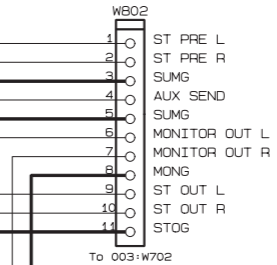 W802
1 ST PRE L
2 ST PRE R
3 SUMG
4 AUX SEND
5 SUMG
6 MONITOR OUT L
7 MONITOR OUT R
8 MONG
9 ST OUT L
10 ST OUT R
11 STOG
To 003:W702